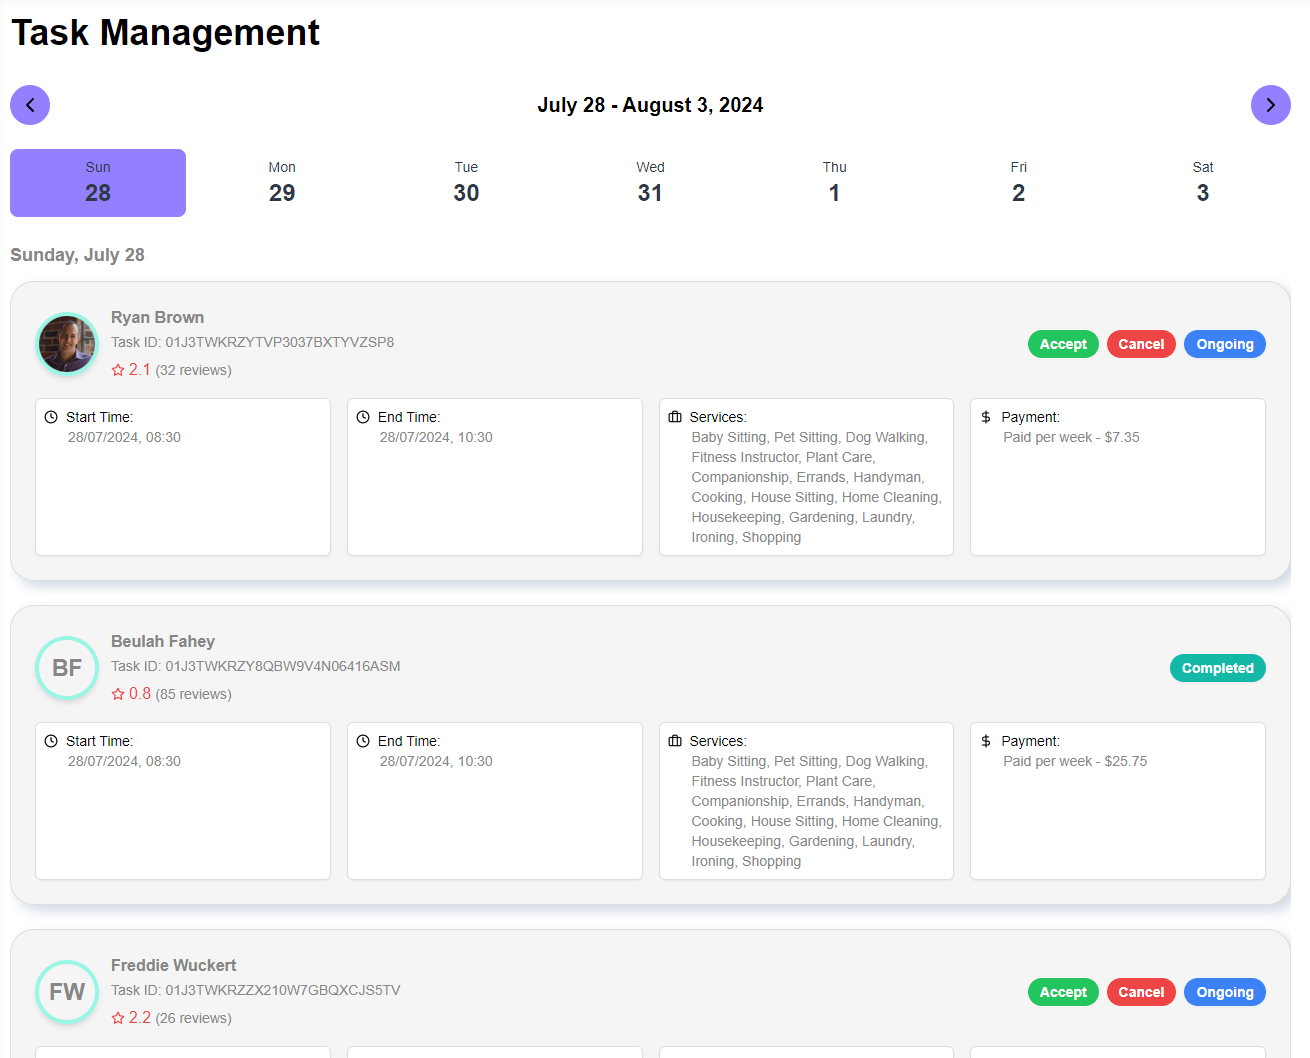 Task Management
July 28 - August 3, 2024
Sun Mon Tue Wed Thu Fri Sat
28 29 30 31 1 2 3
Sunday, July 28
Ryan Brown
Task ID: 01J3TWKRZYTVP3037BXTYVZSP8
2.1 (32 reviews)
Accept Cancel Ongoing
Start Time:
28/07/2024, 08:30
End Time:
28/07/2024, 10:30
Services:
Baby Sitting, Pet Sitting, Dog Walking,
Fitness Instructor, Plant Care,
Companionship, Errands, Handyman,
Cooking, House Sitting, Home Cleaning,
Housekeeping, Gardening, Laundry,
Ironing, Shopping
$ Payment:
Paid per week - $7.35
BF
Beulah Fahey
Task ID: 01J3TWKRZY8QBW9V4N06416ASM
0.8 (85 reviews)
Completed
Start Time:
28/07/2024, 08:30
End Time:
28/07/2024, 10:30
Services:
Baby Sitting, Pet Sitting, Dog Walking,
Fitness Instructor, Plant Care,
Companionship, Errands, Handyman,
Cooking, House Sitting, Home Cleaning,
Housekeeping, Gardening, Laundry,
Ironing, Shopping
$ Payment:
Paid per week - $25.75
FW
Freddie Wuckert
Task ID: 01J3TWKRZZX210W7GBQXCJS5TV
2.2 (26 reviews)
Accept Cancel Ongoing